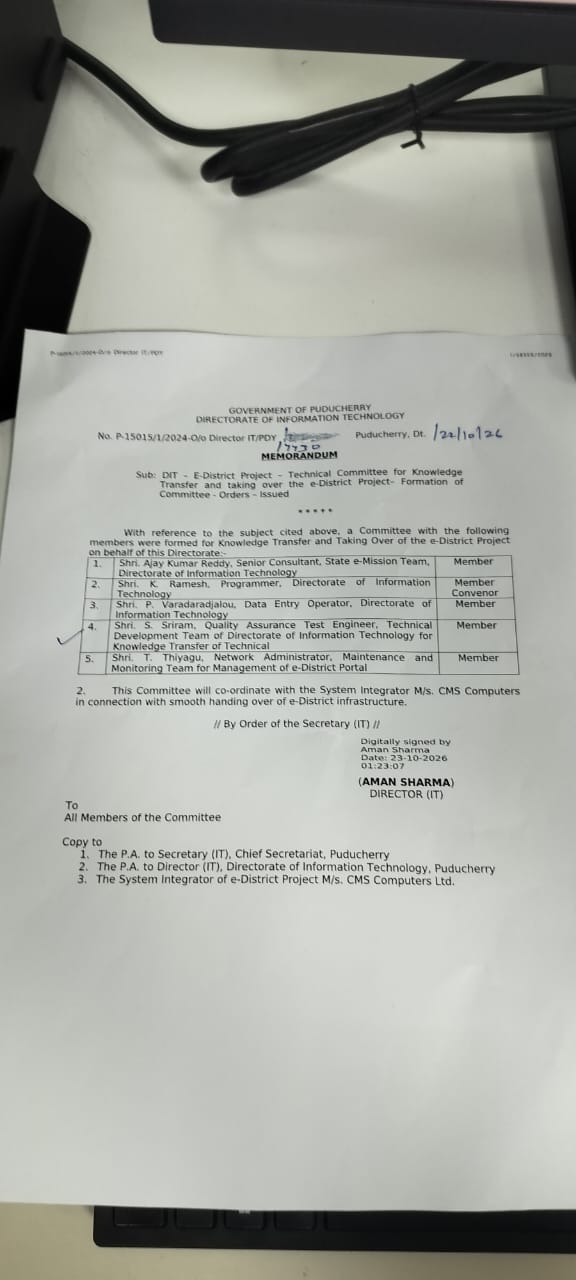 GOVERNMENT OF PUDUCHERRY
DIRECTORATE OF INFORMATION TECHNOLOGY
No. P-15015/1/2024-O/o Director IT/PDY
Puducherry, Dt. /22/10/26
MEMORANDUM
Sub: DIT - E-District Project - Technical Committee for Knowledge
Transfer and taking over the e-District Project- Formation of
Committee - Orders - Issued
*****
With reference to the subject cited above, a Committee with the following
members were formed for Knowledge Transfer and Taking Over of the e-District Project
on behalf of this Directorate:-
1. Shri. Ajay Kumar Reddy, Senior Consultant, State e-Mission Team, Member
Directorate of Information Technology
2. Shri. K. Ramesh, Programmer, Directorate of Information Member
Technology Convenor
3. Shri. P. Varadaradjalou, Data Entry Operator, Directorate of Member
Information Technology
4. Shri. S. Sriram, Quality Assurance Test Engineer, Technical Member
Development Team of Directorate of Information Technology for
Knowledge Transfer of Technical
5. Shri. T. Thiyagu, Network Administrator, Maintenance and Member
Monitoring Team for Management of e-District Portal
2. This Committee will co-ordinate with the System Integrator M/s. CMS Computers
in connection with smooth handing over of e-District infrastructure.
// By Order of the Secretary (IT) //
Digitally signed by
Aman Sharma
Date: 23-10-2026
01:23:07
(AMAN SHARMA)
DIRECTOR (IT)
To
All Members of the Committee
Copy to
1. The P.A. to Secretary (IT), Chief Secretariat, Puducherry
2. The P.A. to Director (IT), Directorate of Information Technology, Puducherry
3. The System Integrator of e-District Project M/s. CMS Computers Ltd.